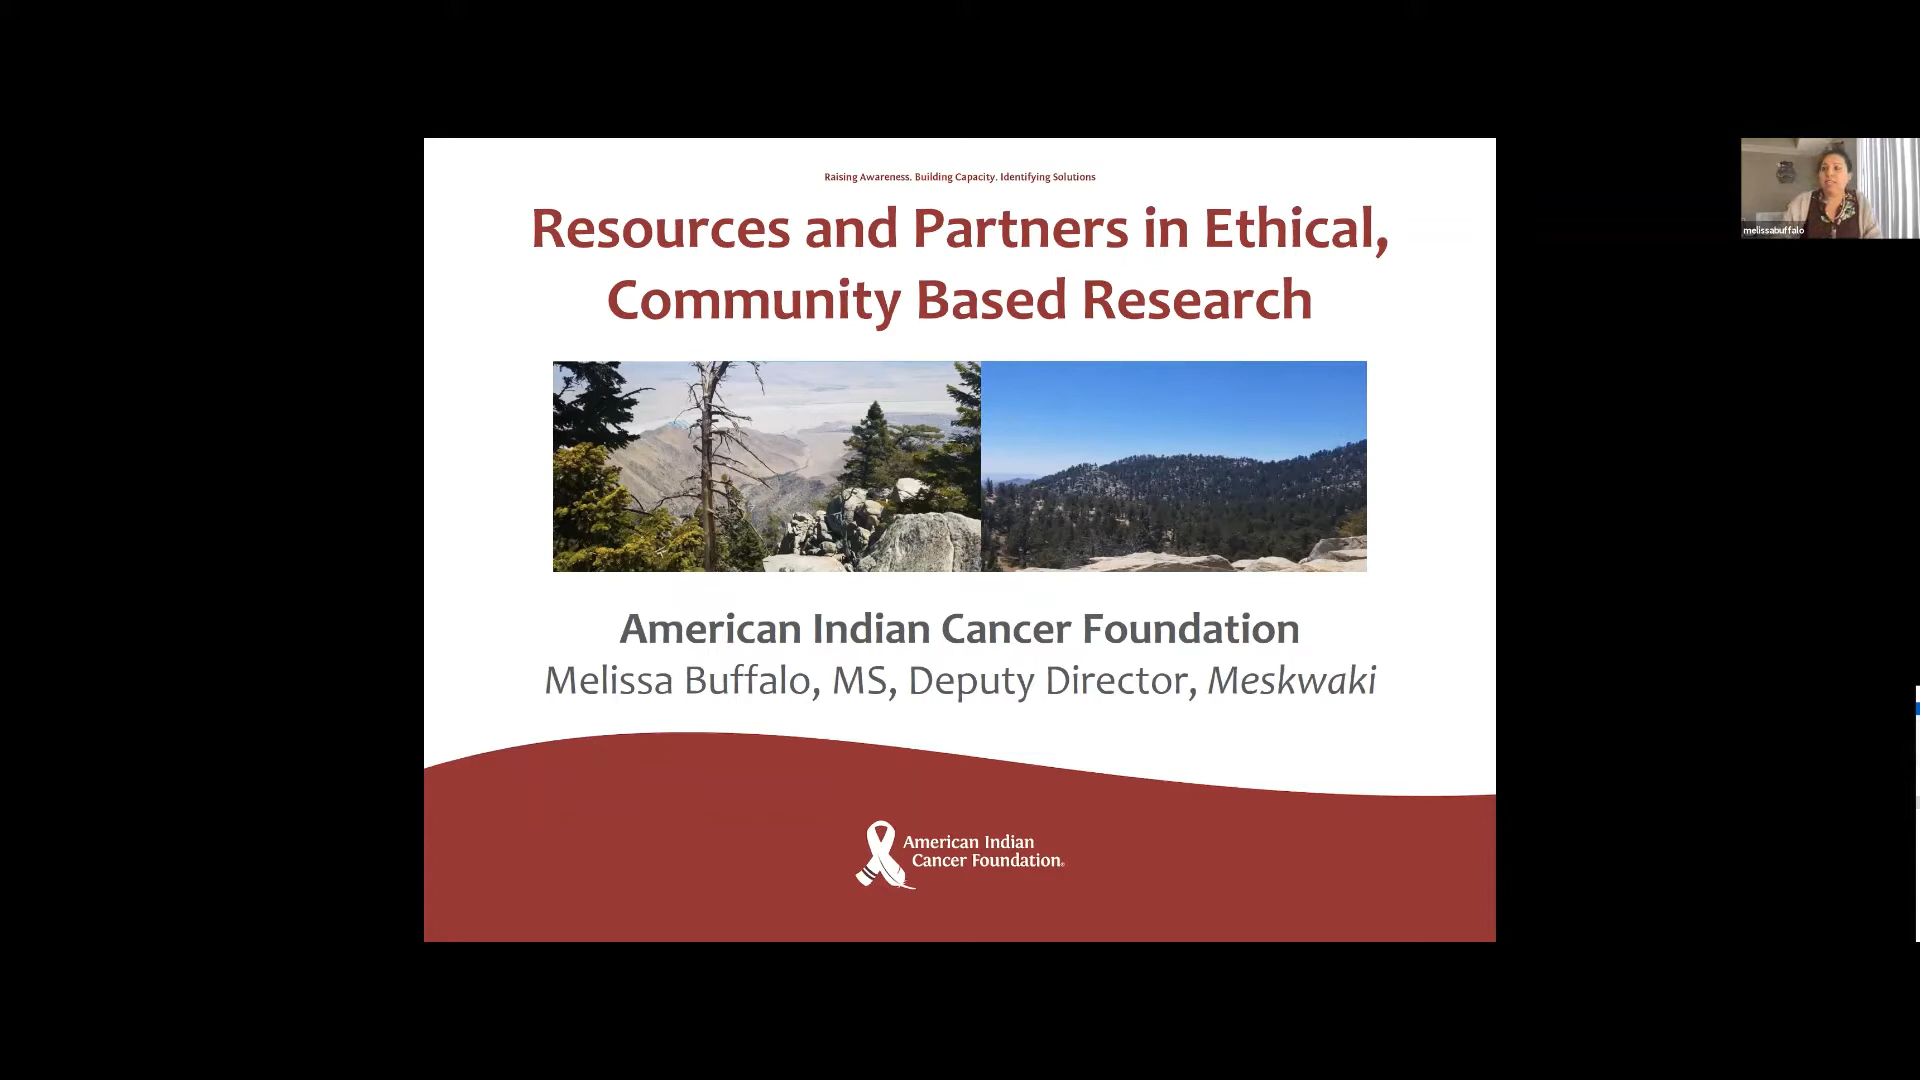 Raising Awareness. Building Capacity. Identifying Solutions
Resources and Partners in Ethical,
Community Based Research
melissabuffalo
American Indian Cancer Foundation
Melissa Buffalo, MS, Deputy Director, Meskwaki
American Indian
Cancer Foundation®